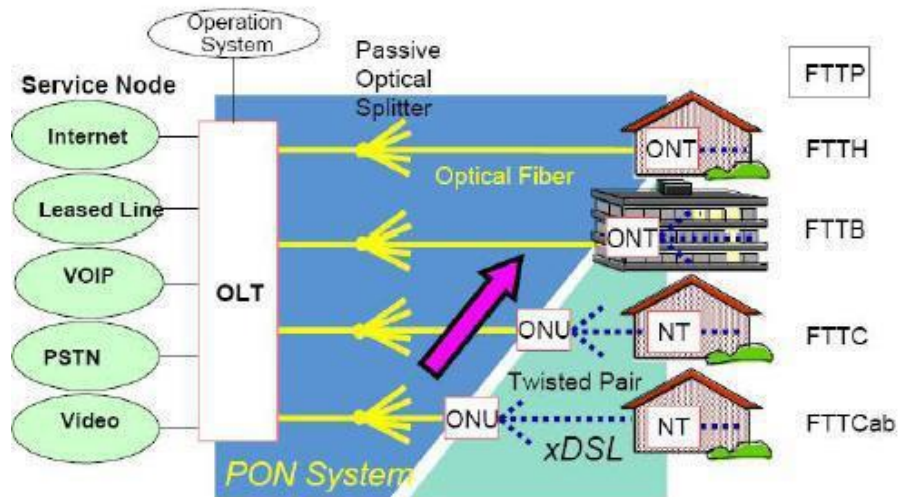 Operation
System
Passive
Optical
Splitter
FTTP
Service Node
Internet
ONT
FTTH
Optical Fiber
Leased Line
ONT
FTTB
VOIP
OLT
ONU
NT
FTTC
PSTN
Twisted Pair
Video
ONU
NT
FTTCab
xDSL
PON System